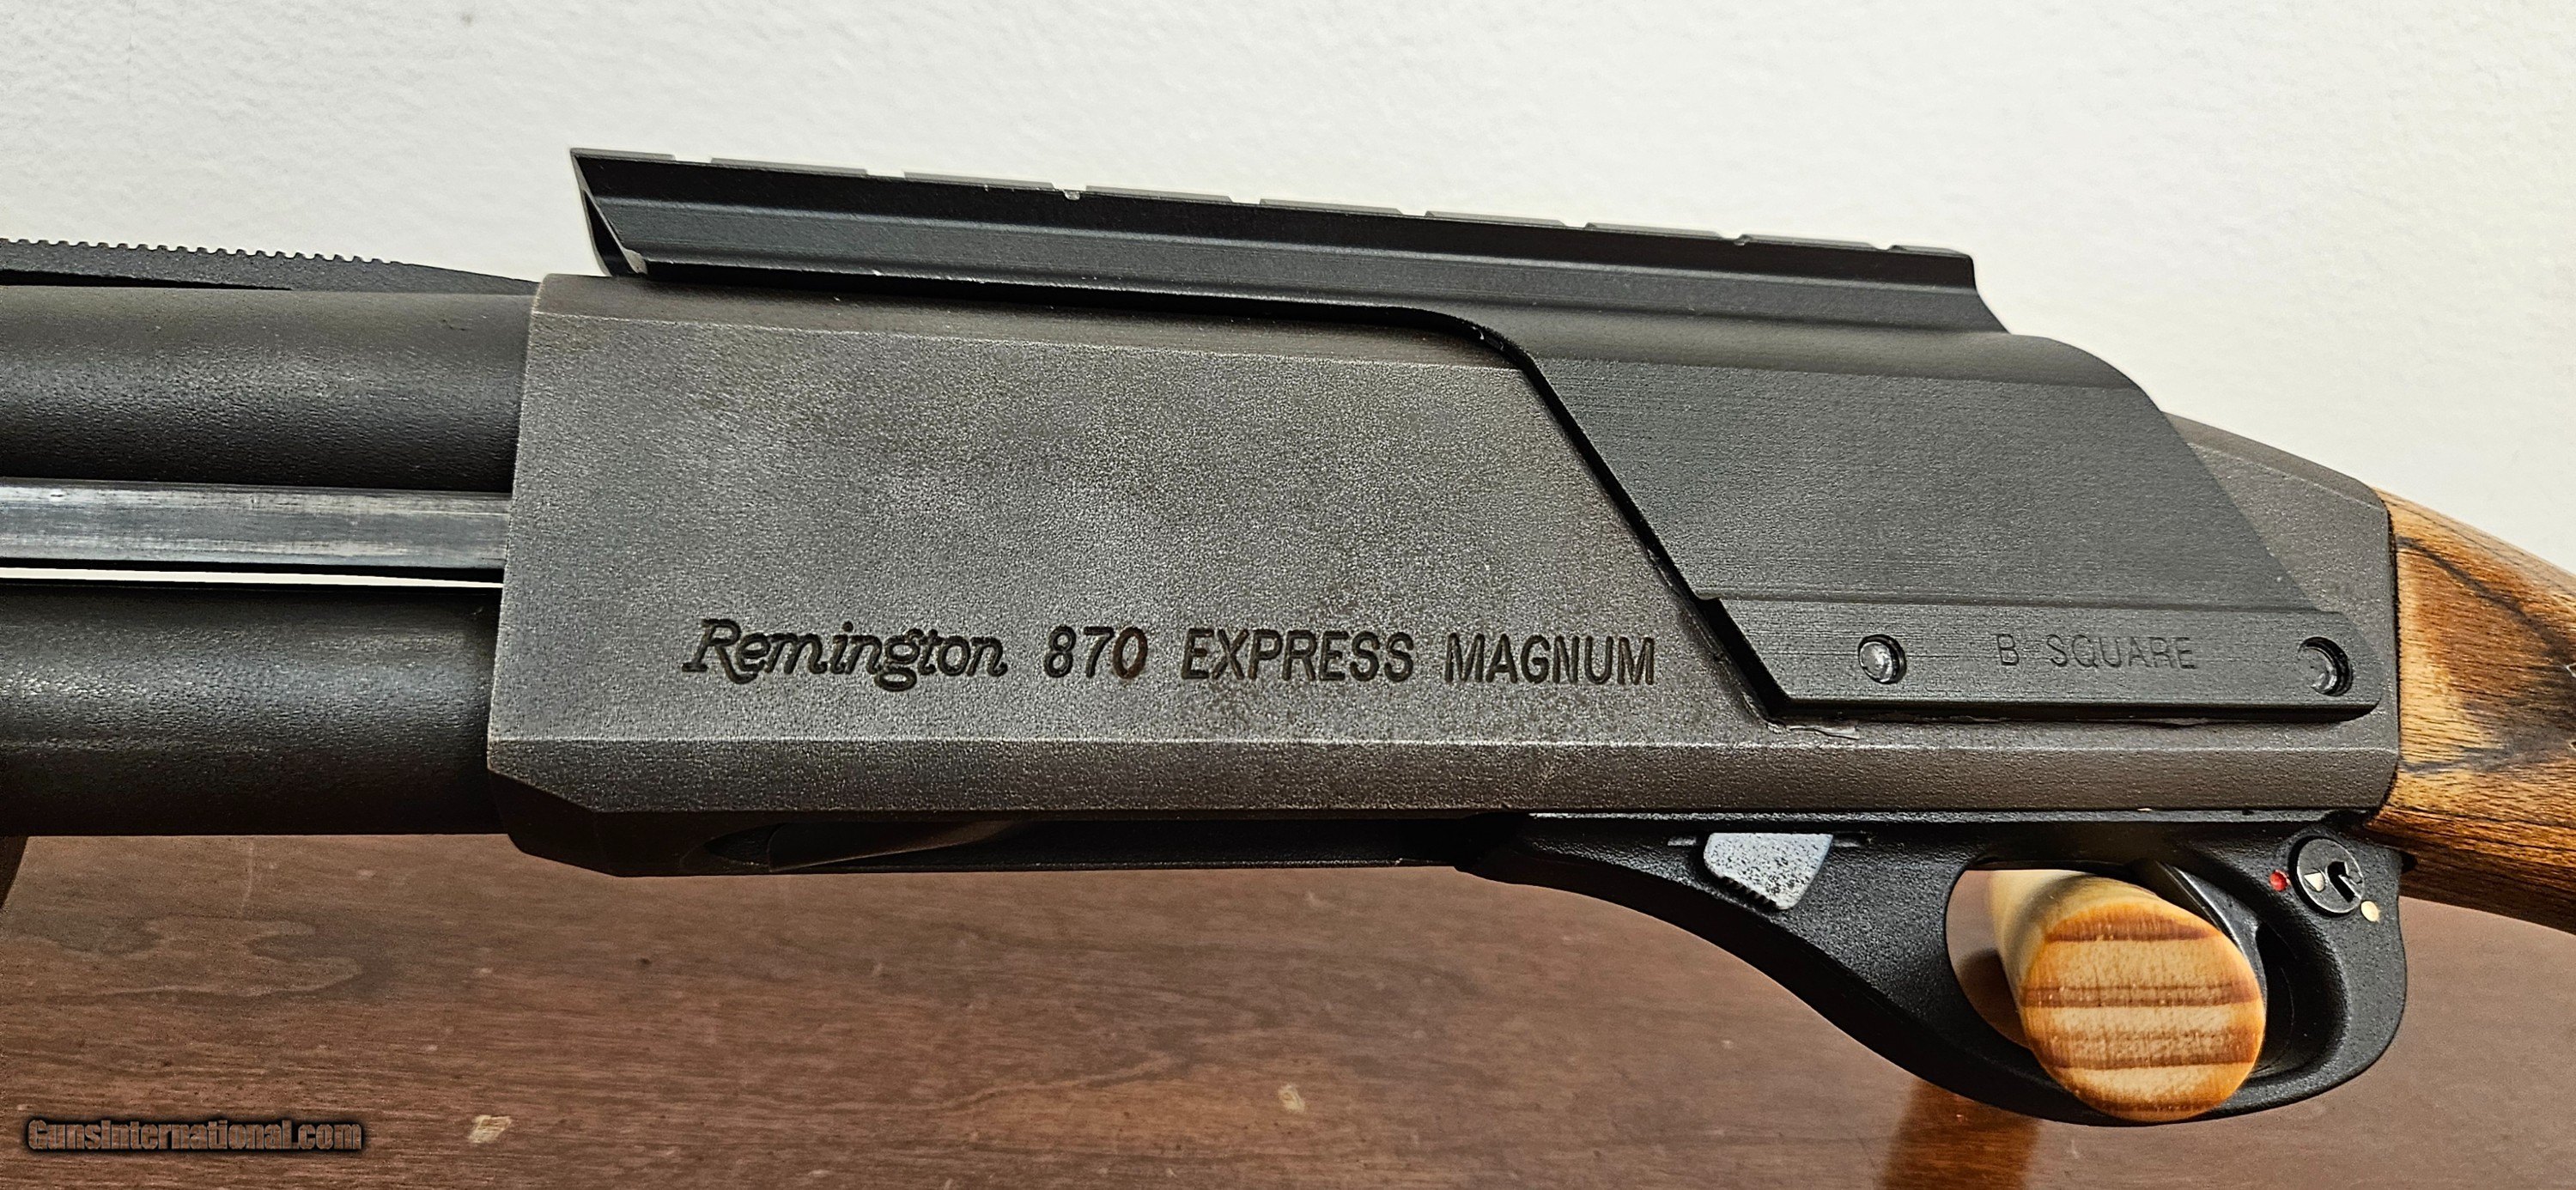 Remington 870 EXPRESS MAGNUM
B-SQUARE
GunsInternational.com